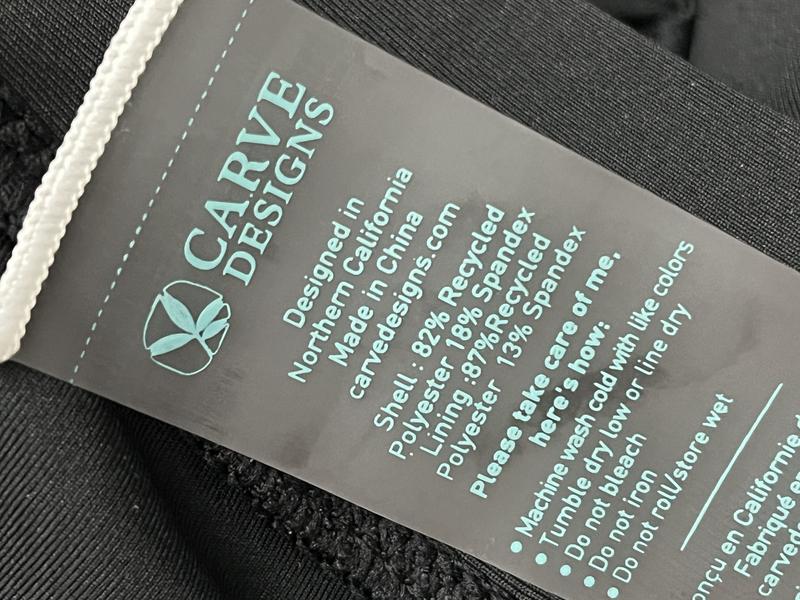 CARVE
DESIGNS
Designed in
Northern California
Made in China
carvedesigns.com
Shell : 82% Recycled
Polyester 18% Spandex
Lining :87%Recycled
Polyester 13% Spandex
Please take care of me,
here's how:
• Machine wash cold with like colors
• Tumble dry low or line dry
• Do not bleach
• Do not iron
• Do not roll/store wet
en Californie
Fabriqué